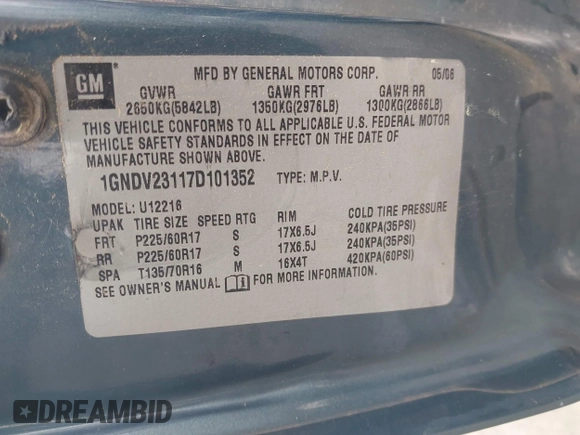 GM
MFD BY GENERAL MOTORS CORP. 05/06
GVWR GAWR FRT GAWR RR
2650KG(5842LB) 1350KG(2976LB) 1300KG(2866LB)
THIS VEHICLE CONFORMS TO ALL APPLICABLE U.S. FEDERAL MOTOR
VEHICLE SAFETY STANDARDS IN EFFECT ON THE DATE OF
MANUFACTURE SHOWN ABOVE.
1GNDV23117D101352 TYPE: M.P.V.
MODEL: U12216
UPAK TIRE SIZE SPEED RTG RIM COLD TIRE PRESSURE
FRT P225/60R17 S 17X6.5J 240KPA(35PSI)
RR P225/60R17 S 17X6.5J 240KPA(35PSI)
SPA T135/70R16 M 16X4T 420KPA(60PSI)
SEE OWNER'S MANUAL FOR MORE INFORMATION.
DREAMBID